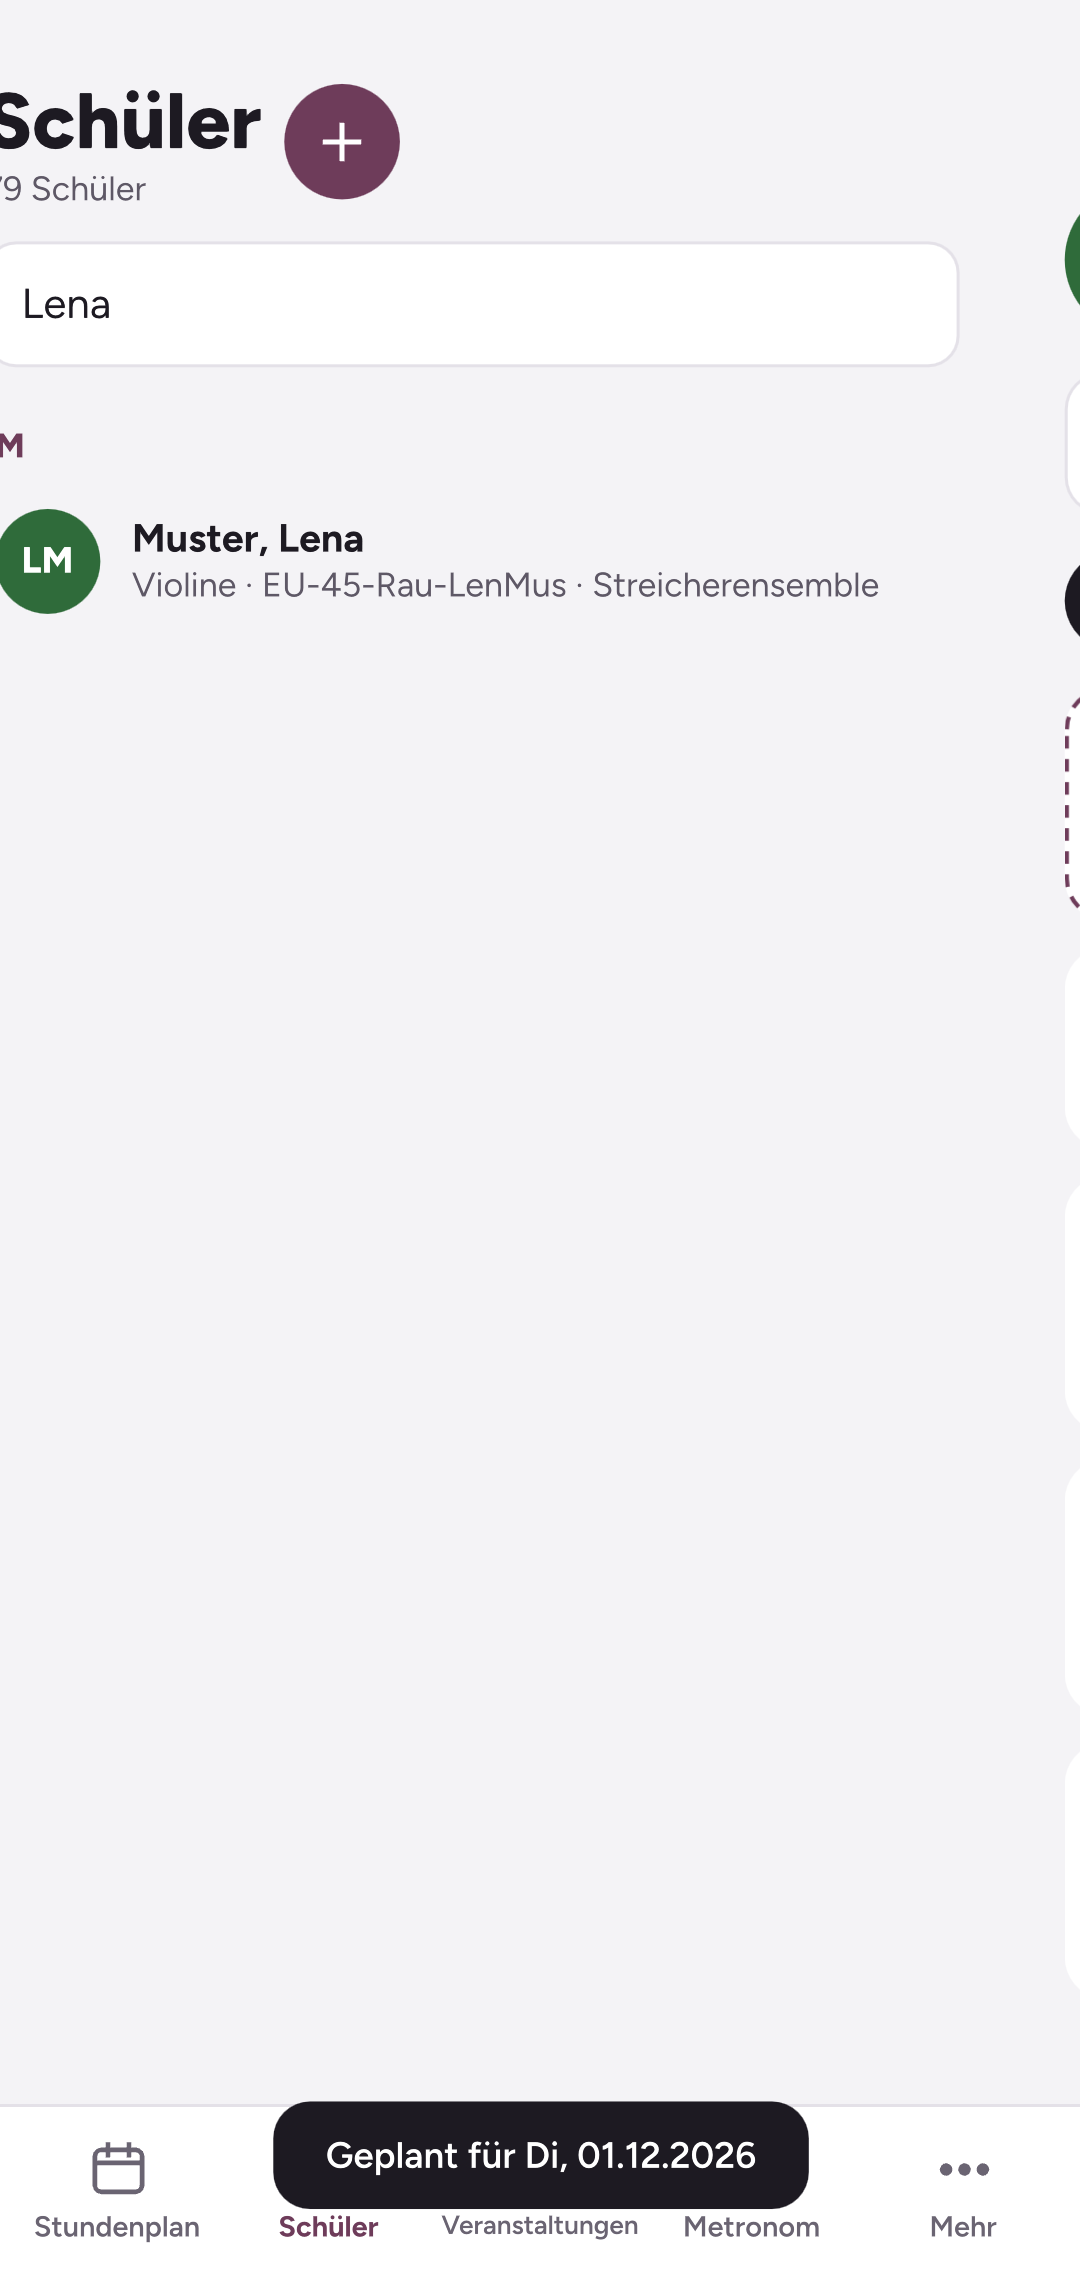 Schüler
79 Schüler
Lena
M
LM
Muster, Lena
Violine · EU-45-Rau-LenMus · Streicherensemble
Geplant für Di, 01.12.2026
Stundenplan
Schüler
Veranstaltungen
Metronom
Mehr